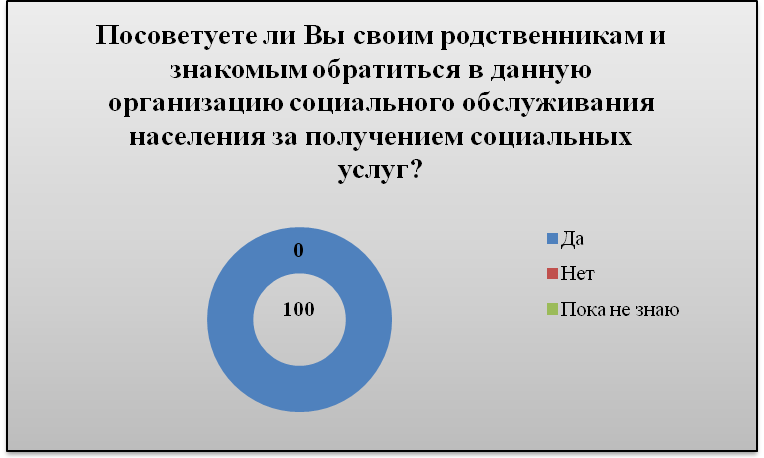 Посоветуете ли Вы своим родственникам и
знакомым обратиться в данную
организацию социального обслуживания
населения за получением социальных
услуг?
0
100
Да
Нет
Пока не знаю